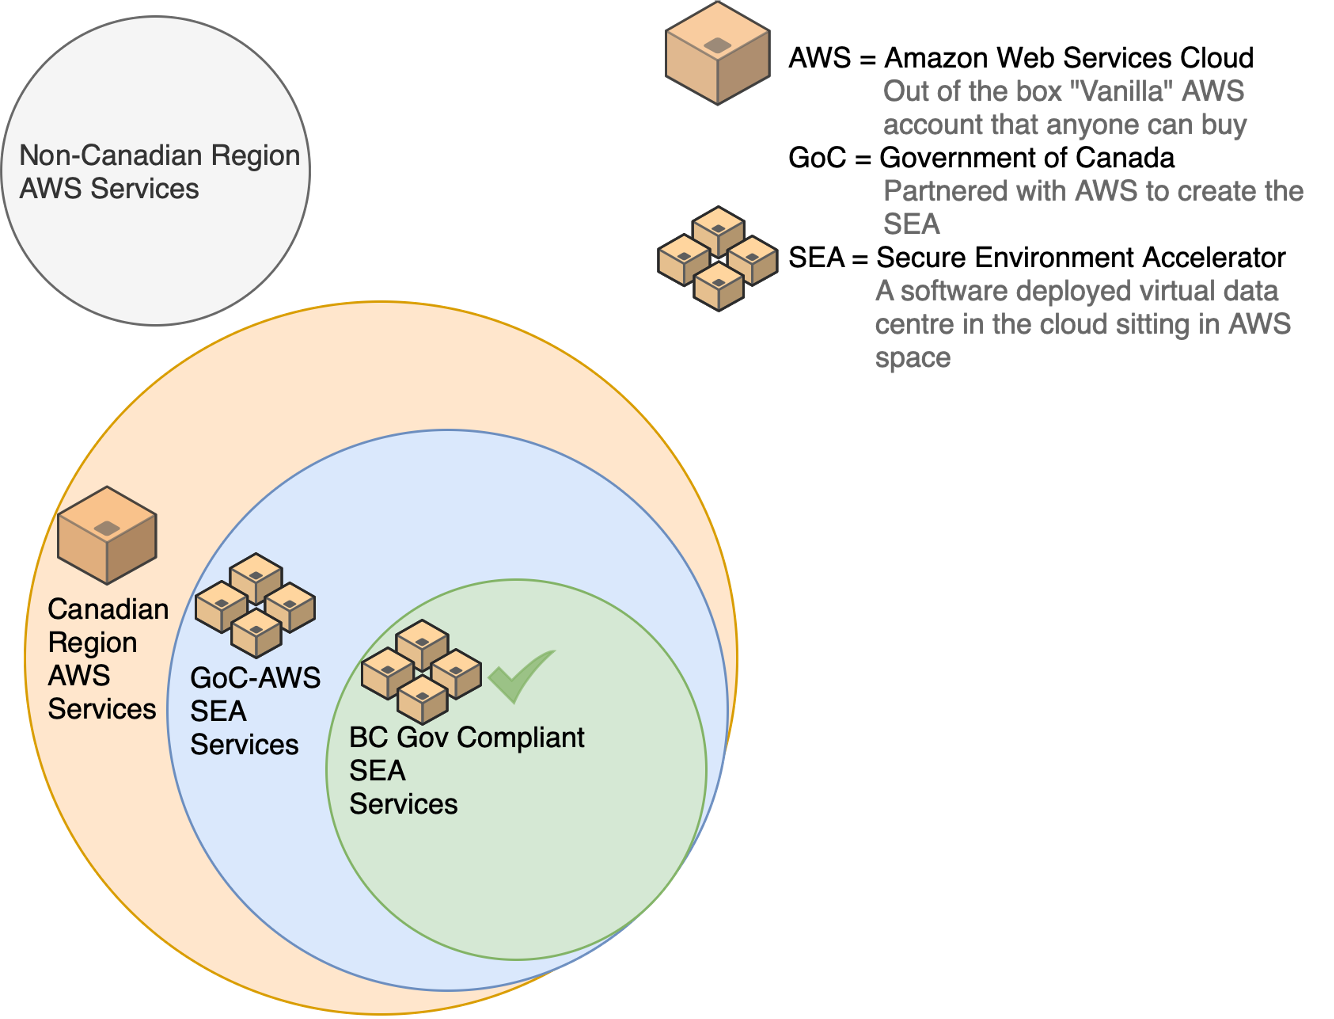 Non-Canadian Region
AWS Services
AWS = Amazon Web Services Cloud
Out of the box "Vanilla" AWS
account that anyone can buy
GoC = Government of Canada
Partnered with AWS to create the
SEA
SEA = Secure Environment Accelerator
A software deployed virtual data
centre in the cloud sitting in AWS
space
Canadian
Region
AWS
Services
GoC-AWS
SEA
Services
BC Gov Compliant
SEA
Services